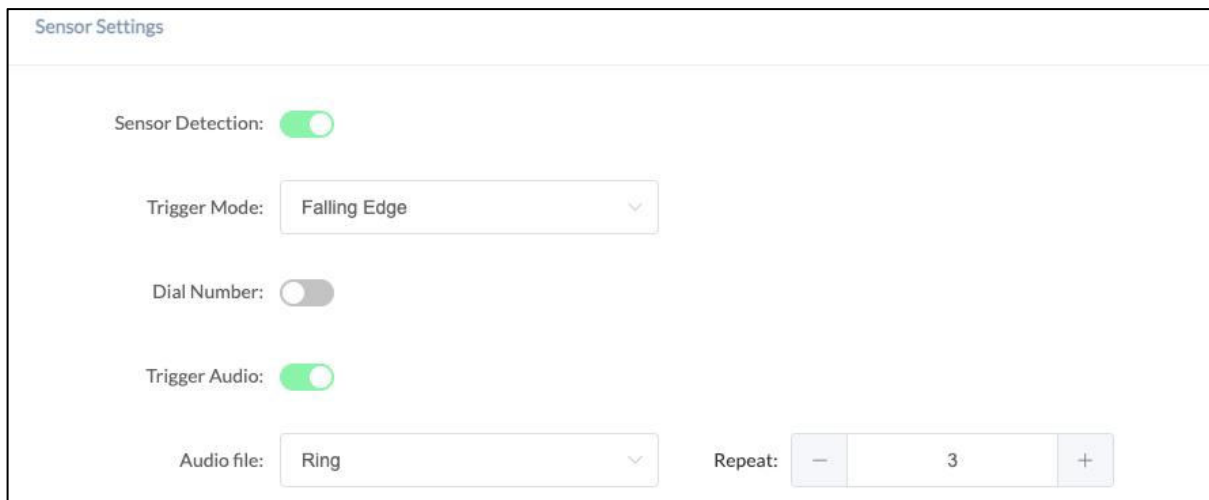 Sensor Settings
Sensor Detection:
Trigger Mode: Falling Edge
Dial Number:
Trigger Audio:
Audio file: Ring Repeat: − 3 +